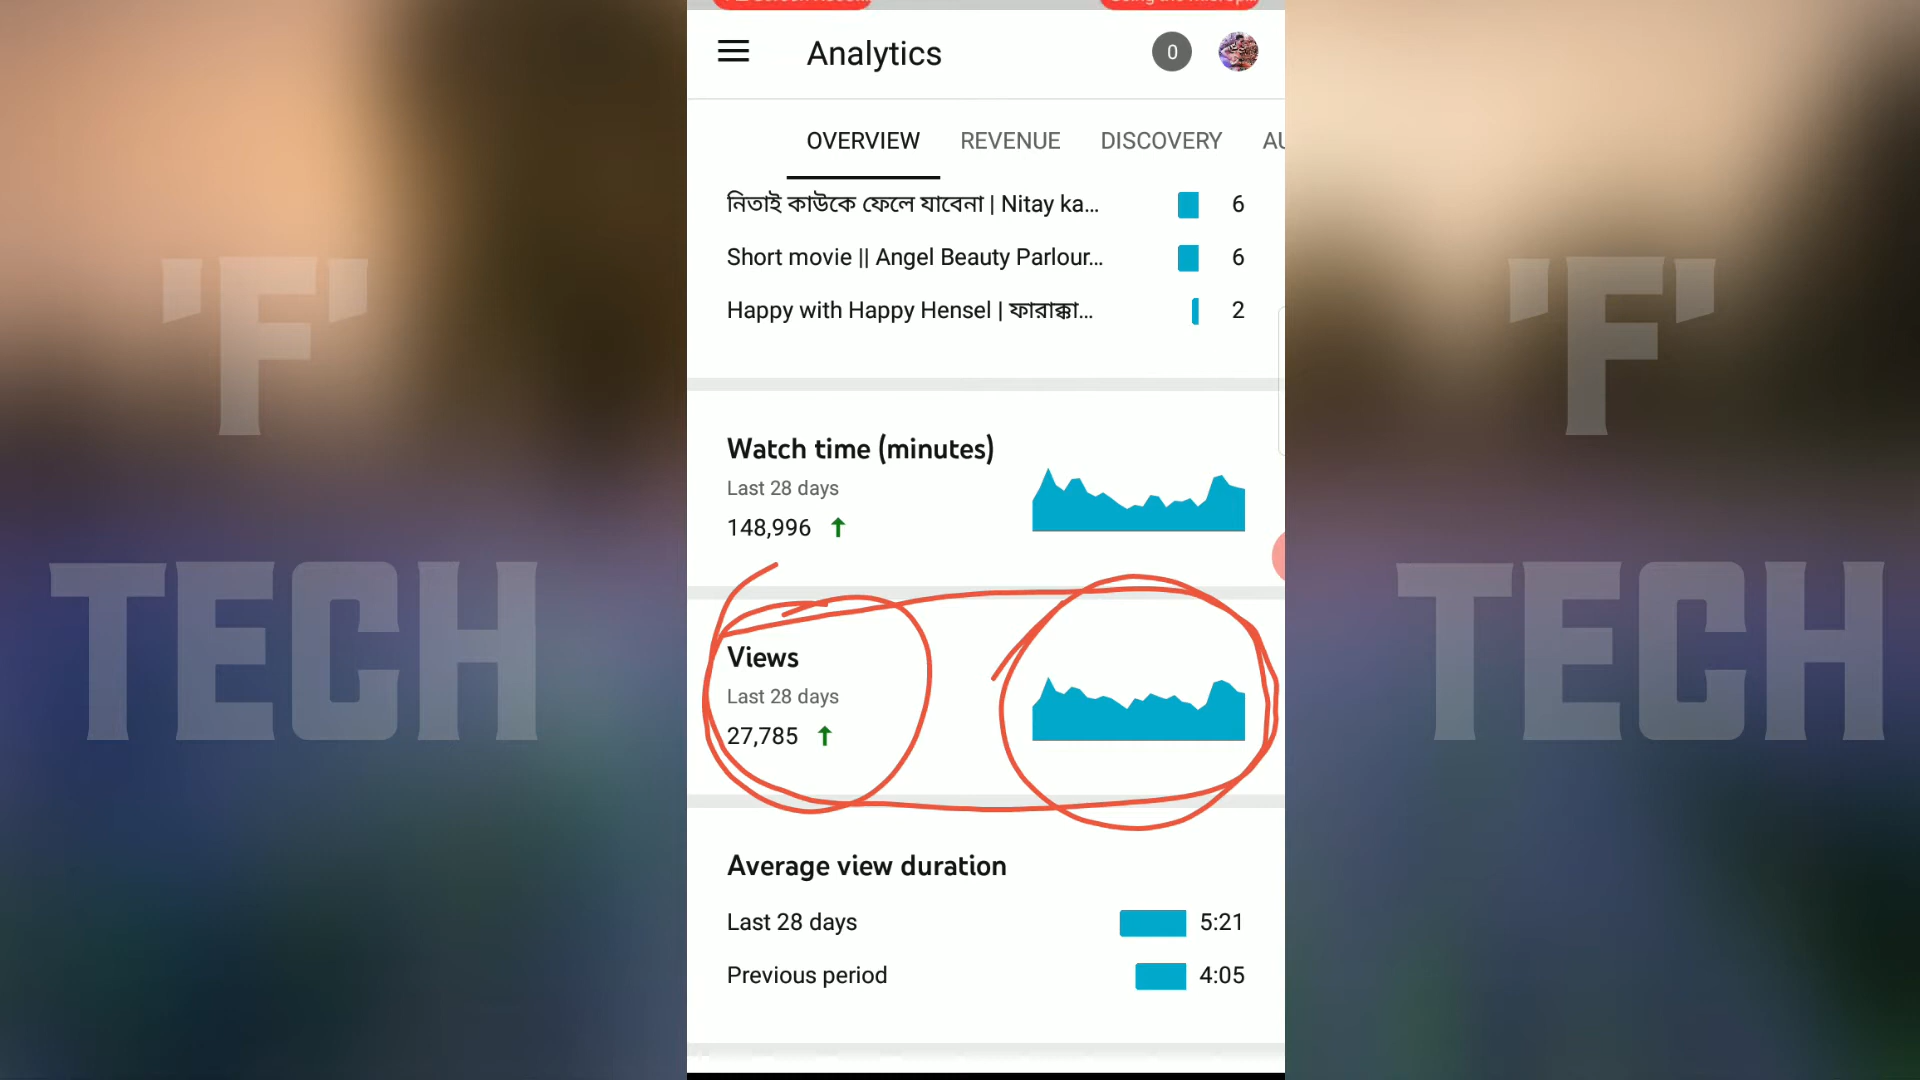 Analytics
0
OVERVIEW REVENUE DISCOVERY
নিতাই কাউকে ফেলে যাবেনা | Nitay ka... 6
Short movie || Angel Beauty Parlour... 6
Happy with Happy Hensel | ফারাক্কা... 2
Watch time (minutes)
Last 28 days
148,996
Views
Last 28 days
27,785
Average view duration
Last 28 days 5:21
Previous period 4:05
'F'
TECH
'F'
TECH